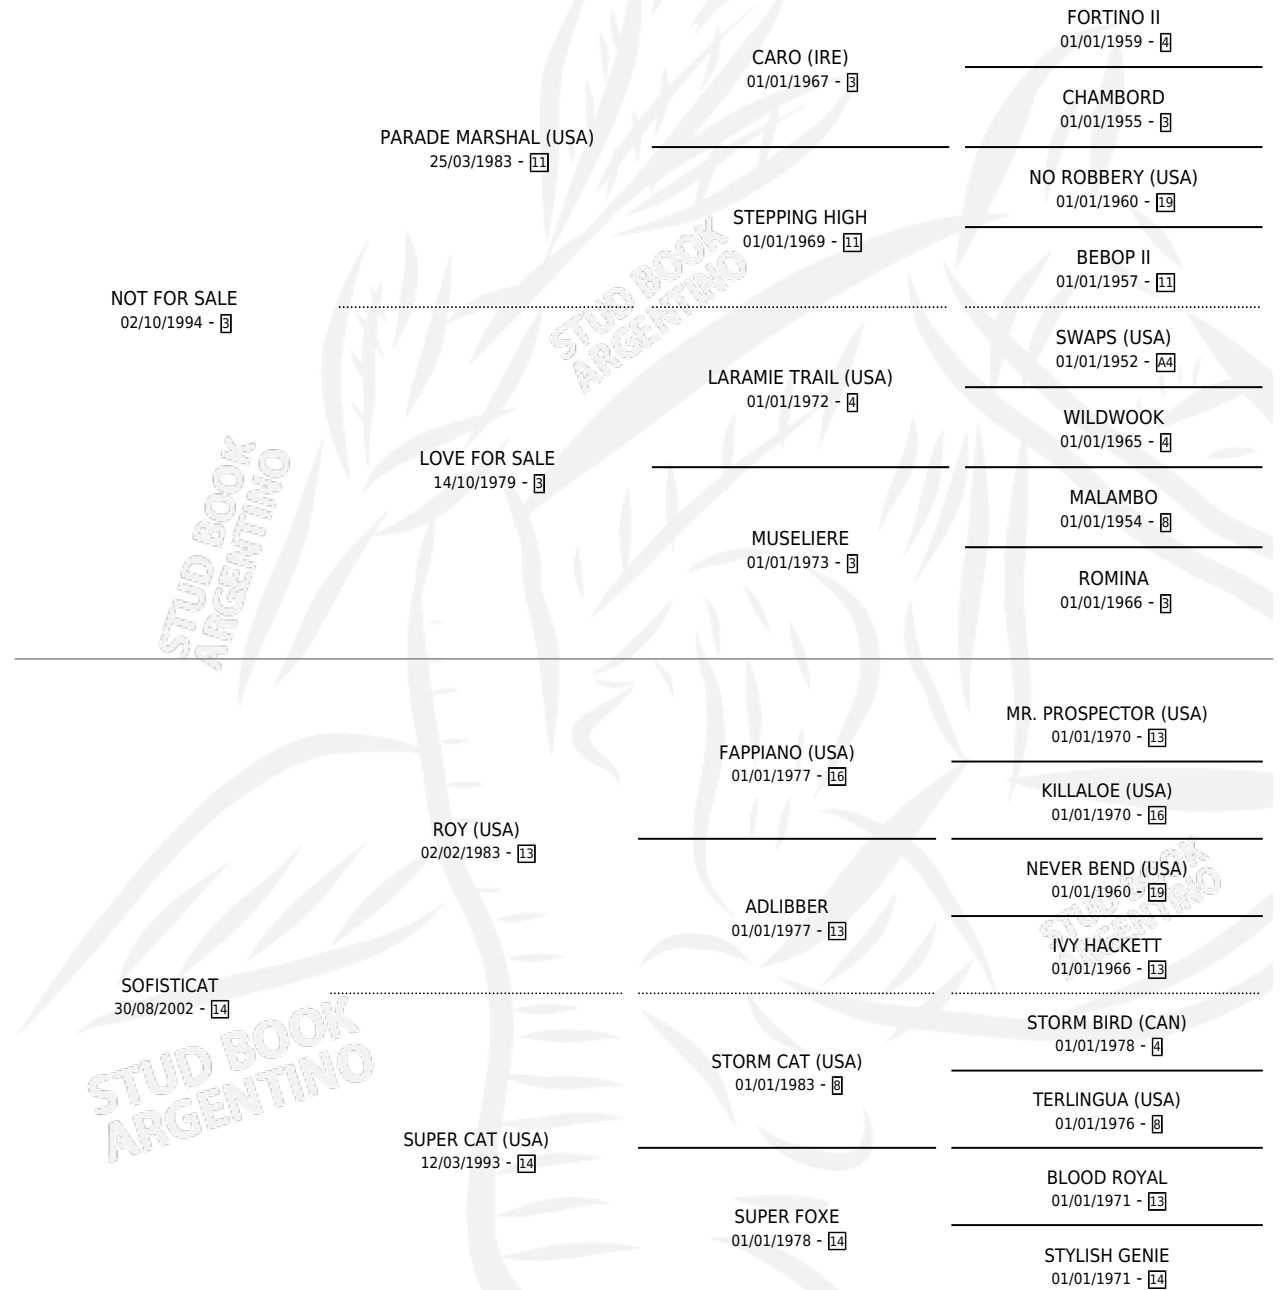 FORTINO II
01/01/1959 - 4
CARO (IRE)
01/01/1967 - 3
CHAMBORD
01/01/1955 - 3
PARADE MARSHAL (USA)
25/03/1983 - 11
NO ROBBERY (USA)
01/01/1960 - 19
STEPPING HIGH
01/01/1969 - 11
BEBOP II
01/01/1957 - 11
NOT FOR SALE
02/10/1994 - 3
STUD BOOK
ARGENTINO
SWAPS (USA)
01/01/1952 - A4
LARAMIE TRAIL (USA)
01/01/1972 - 4
WILDWOOK
01/01/1965 - 4
LOVE FOR SALE
14/10/1979 - 3
MALAMBO
01/01/1954 - 8
MUSELIERE
01/01/1973 - 3
ROMINA
01/01/1966 - 3
STUD BOOK
ARGENTINO
MR. PROSPECTOR (USA)
01/01/1970 - 13
FAPPIANO (USA)
01/01/1977 - 16
KILLALOE (USA)
01/01/1970 - 16
ROY (USA)
02/02/1983 - 13
NEVER BEND (USA)
01/01/1960 - 19
ADLIBBER
01/01/1977 - 13
STUD BOOK
ARGENTINO
IVY HACKETT
01/01/1966 - 13
SOFISTICAT
30/08/2002 - 14
STORM BIRD (CAN)
01/01/1978 - 4
STORM CAT (USA)
01/01/1983 - 8
STUD BOOK
ARGENTINO
TERLINGUA (USA)
01/01/1976 - 8
SUPER CAT (USA)
12/03/1993 - 14
BLOOD ROYAL
01/01/1971 - 13
SUPER FOXE
01/01/1978 - 14
STYLISH GENIE
01/01/1971 - 14